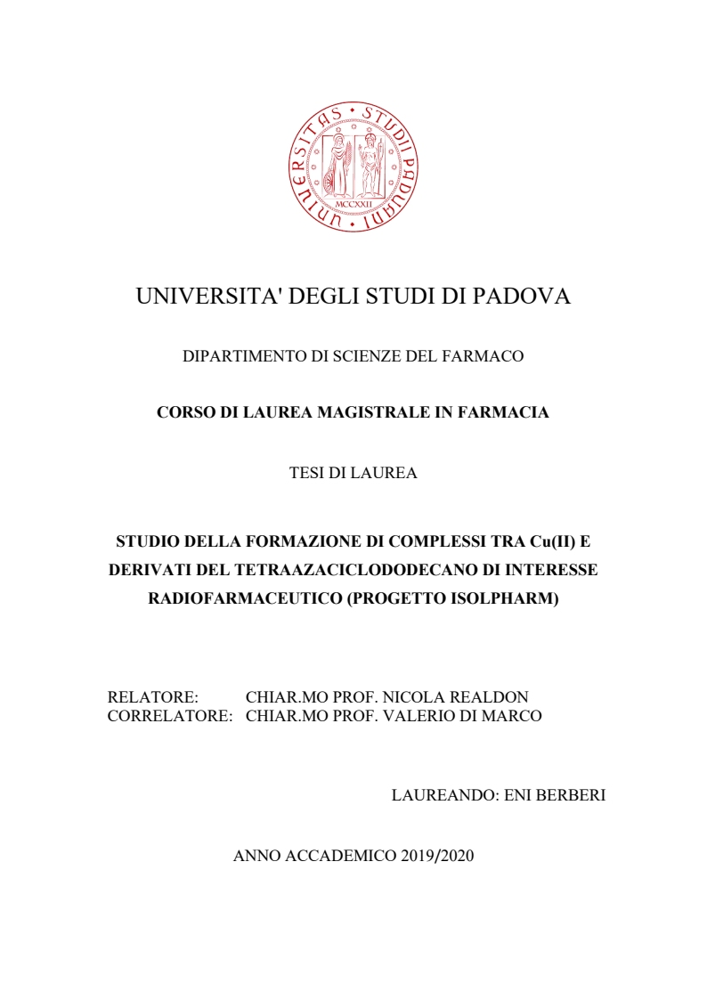 UNIVERSITAS STUDII PADUANI
MCCXXII
UNIVERSITA' DEGLI STUDI DI PADOVA
DIPARTIMENTO DI SCIENZE DEL FARMACO
CORSO DI LAUREA MAGISTRALE IN FARMACIA
TESI DI LAUREA
STUDIO DELLA FORMAZIONE DI COMPLESSI TRA Cu(II) E
DERIVATI DEL TETRAAZACICLODODECANO DI INTERESSE
RADIOFARMACEUTICO (PROGETTO ISOLPHARM)
RELATORE: CHIAR.MO PROF. NICOLA REALDON
CORRELATORE: CHIAR.MO PROF. VALERIO DI MARCO
LAUREANDO: ENI BERBERI
ANNO ACCADEMICO 2019/2020